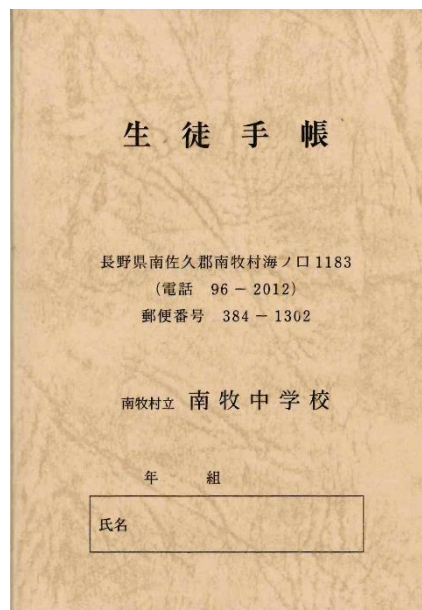 生徒手帳
長野県南佐久郡南牧村海ノ口1183
(電話 96－2012)
郵便番号 384－1302
南牧村立 南牧中学校
年 組
氏名